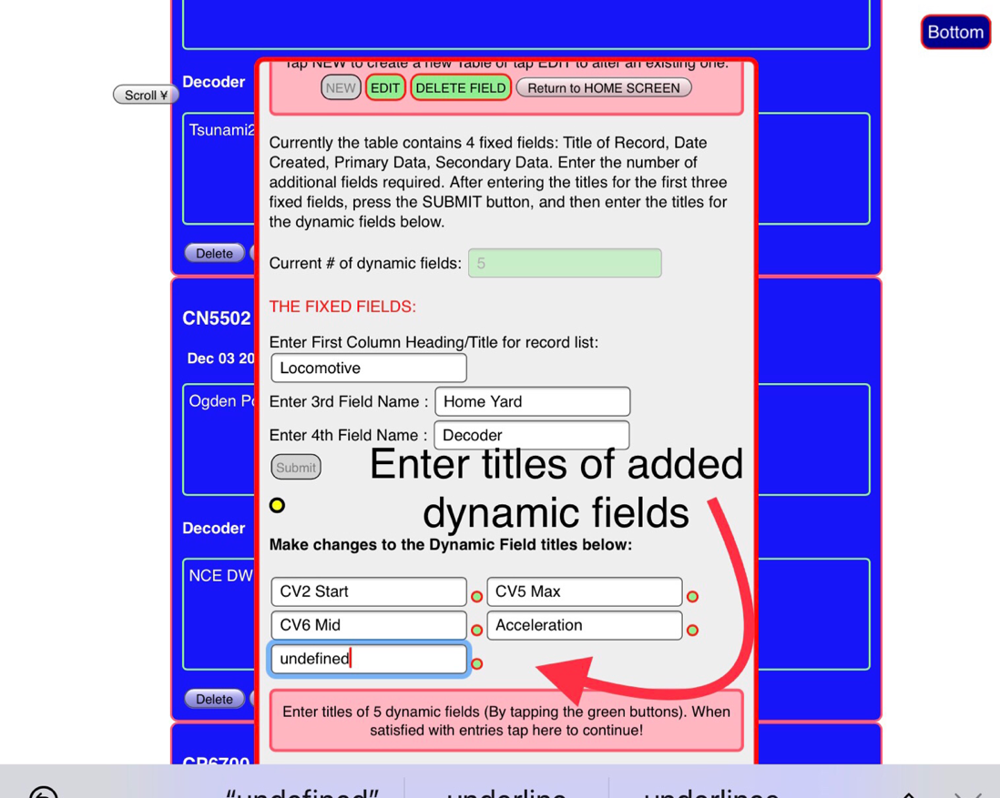 Bottom
Tap NEW to create a new Table or tap EDIT to alter an existing one.
NEW EDIT DELETE FIELD Return to HOME SCREEN
Scroll ¥
Decoder
Tsunami2
Delete
CN5502
Dec 03 20
Ogden
Decoder
NCE DW
Delete
CP6700
Currently the table contains 4 fixed fields: Title of Record, Date
Created, Primary Data, Secondary Data. Enter the number of
additional fields required. After entering the titles for the first three
fixed fields, press the SUBMIT button, and then enter the titles for
the dynamic fields below.
Current # of dynamic fields: 5
THE FIXED FIELDS:
Enter First Column Heading/Title for record list:
Locomotive
Enter 3rd Field Name : Home Yard
Enter 4th Field Name : Decoder
Submit
Enter titles of added
dynamic fields
Make changes to the Dynamic Field titles below:
CV2 Start CV5 Max
CV6 Mid Acceleration
undefined
Enter titles of 5 dynamic fields (By tapping the green buttons). When
satisfied with entries tap here to continue!
“undefined” underline underlines